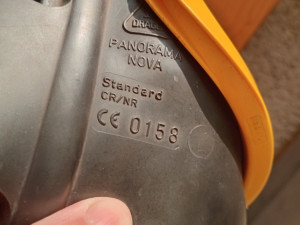 PANORAMA
NOVA
Standard
CR/NR
CE 0158